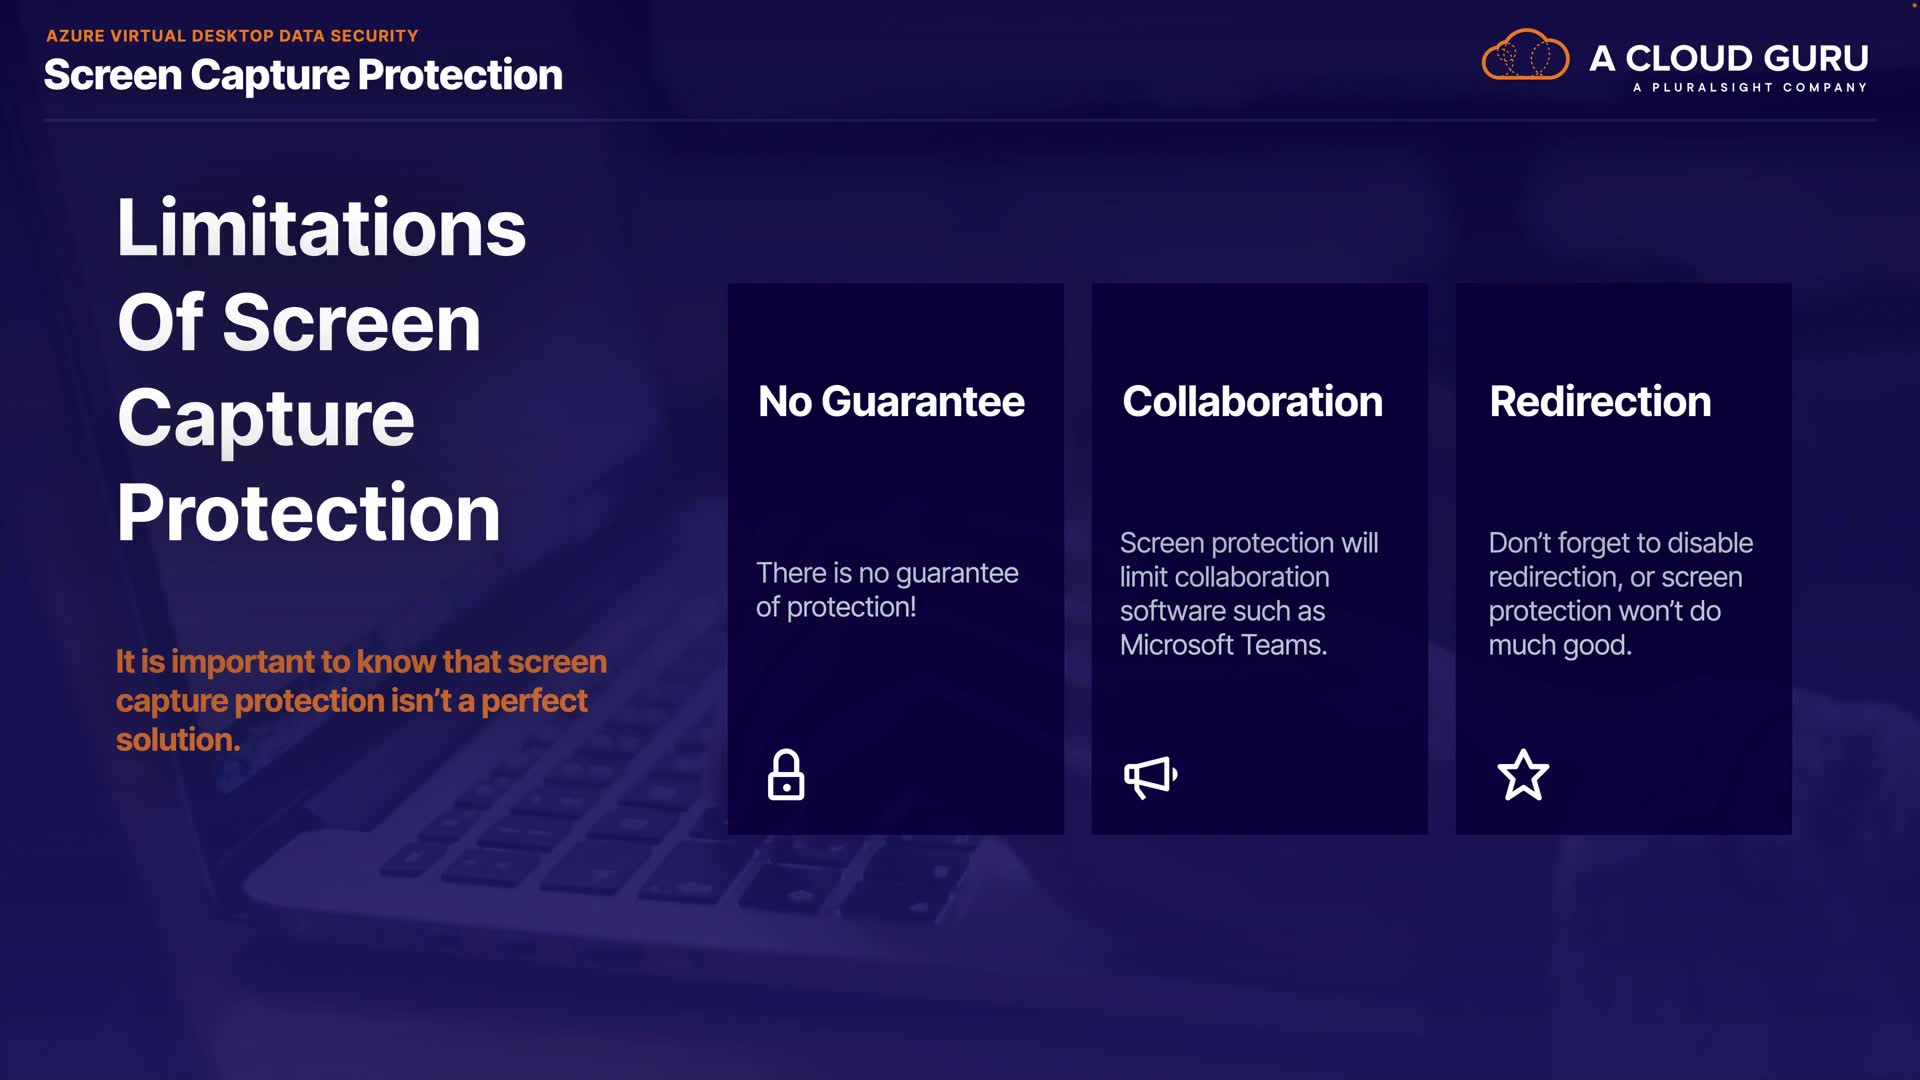 AZURE VIRTUAL DESKTOP DATA SECURITY
Screen Capture Protection
A CLOUD GURU
A PLURALSIGHT COMPANY
Limitations
Of Screen
Capture
Protection
It is important to know that screen
capture protection isn’t a perfect
solution.
No Guarantee
There is no guarantee
of protection!
Collaboration
Screen protection will
limit collaboration
software such as
Microsoft Teams.
Redirection
Don’t forget to disable
redirection, or screen
protection won’t do
much good.